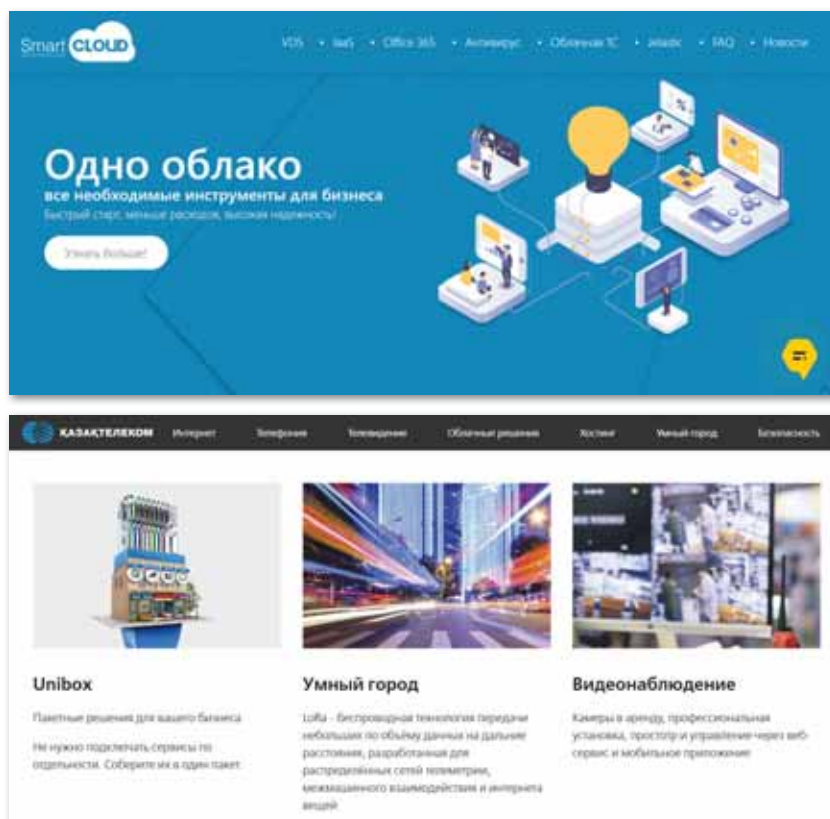 Smart CLOUD
VDS • IaaS • Office 365 • Антивирус • Облачная 1С • Jelastic • FAQ • Новости
Одно облако
все необходимые инструменты для бизнеса
Быстрый старт, меньше расходов, высокая надежность!
Узнать больше!
ҚАЗАҚТЕЛЕКОМ Интернет Телефония Телевидение Облачные решения Хостинг Умный город Безопасность
Unibox
Пакетные решения для вашего бизнеса
Не нужно подключать сервисы по
отдельности. Соберите их в один пакет.
Умный город
LoRa - беспроводная технология передачи
небольших по объёму данных на дальние
расстояния, разработанная для
распределённых сетей телеметрии,
межмашинного взаимодействия и интернета
вещей
Видеонаблюдение
Камеры в аренду, профессиональная
установка, простотр и управление через веб-
сервис и мобильное приложение